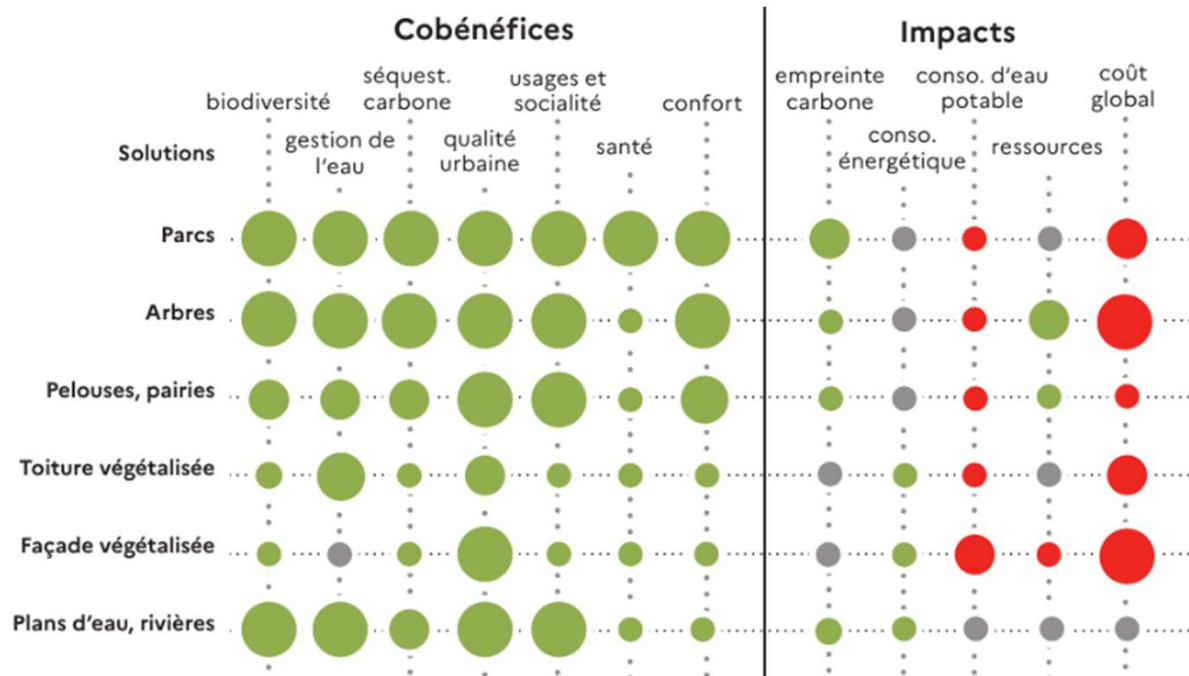 Cobénéfices
Impacts
biodiversité
gestion de
l'eau
séquest.
carbone
qualité
urbaine
usages et
socialité
santé
confort
empreinte
carbone
conso.
énergétique
conso. d'eau
potable
ressources
coût
global
Solutions
Parcs
Arbres
Pelouses, pairies
Toiture végétalisée
Façade végétalisée
Plans d'eau, rivières